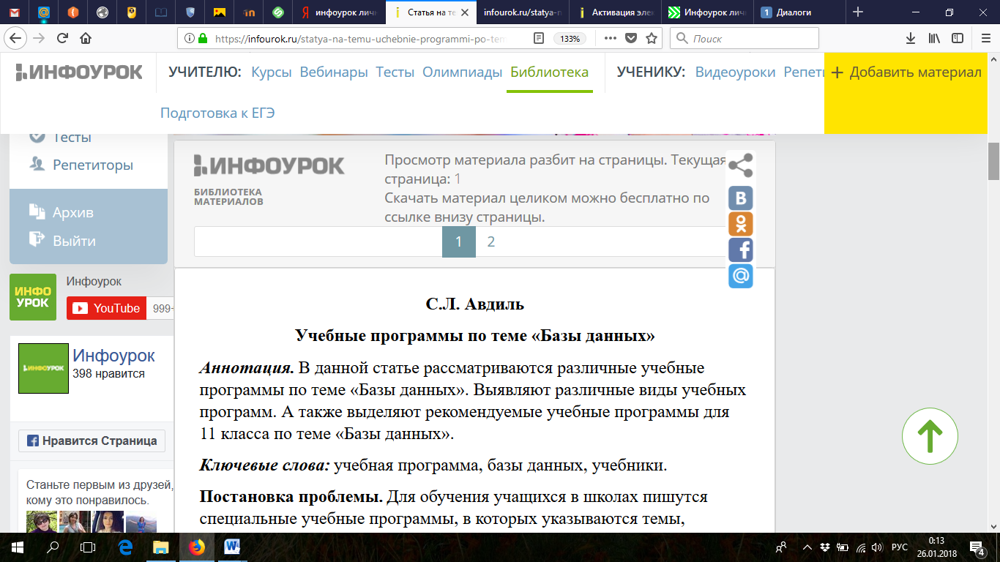 инфоурок личн
Статья на те
infourok.ru/statya-n
Активация элек
Инфоурок личн
Диалоги
https://infourok.ru/statya-na-temu-uchebnie-programmi-po-tem
133%
Поиск
ИНФОУРОК
УЧИТЕЛЮ: Курсы Вебинары Тесты Олимпиады Библиотека
УЧЕНИКУ: Видеоуроки Репети
+ Добавить материал
Подготовка к ЕГЭ
Тесты
Репетиторы
Архив
Выйти
Инфоурок
ИНФО
УРОК
YouTube 999+
ИНФОУРОК
Инфоурок
398 нравится
Нравится Страница
Станьте первым из друзей,
кому это понравилось.
ИНФОУРОК
БИБЛИОТЕКА
МАТЕРИАЛОВ
Просмотр материала разбит на страницы. Текущая
страница: 1
Скачать материал целиком можно бесплатно по
ссылке внизу страницы.
1 2
С.Л. Авдиль
Учебные программы по теме «Базы данных»
Аннотация. В данной статье рассматриваются различные учебные
программы по теме «Базы данных». Выявляют различные виды учебных
программ. А также выделяют рекомендуемые учебные программы для
11 класса по теме «Базы данных».
Ключевые слова: учебная программа, базы данных, учебники.
Постановка проблемы. Для обучения учащихся в школах пишутся
специальные учебные программы, в которых указываются темы,
РУС
0:13
26.01.2018
4